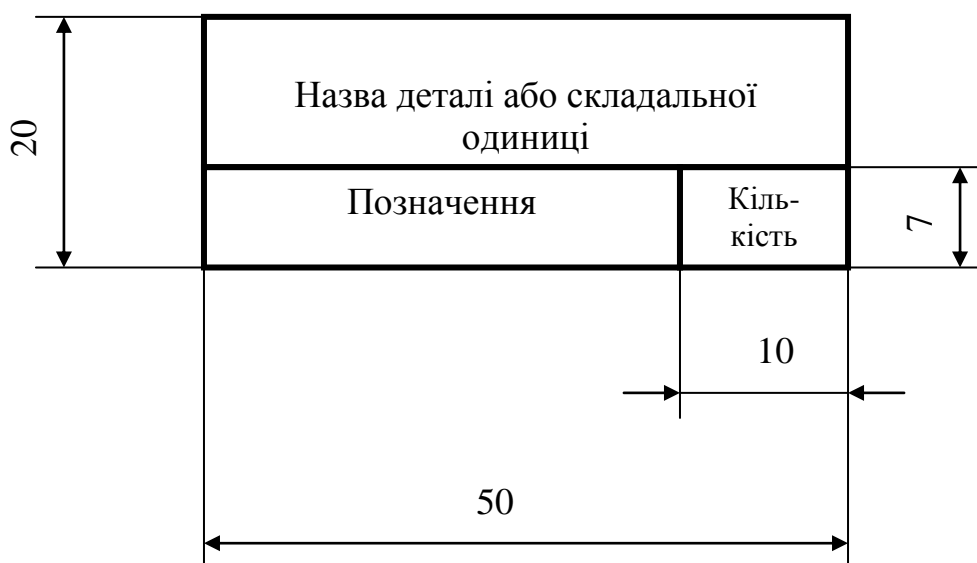 Назва деталі або складальної
одиниці
20
Позначення
Кіль-
кість
7
10
50